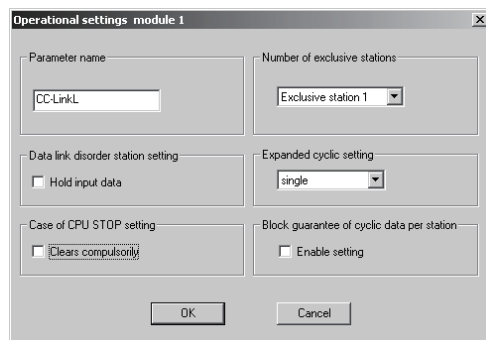 Operational settings module 1
Parameter name
CC-LinkL
Number of exclusive stations
Exclusive station 1
Data link disorder station setting
Hold input data
Expanded cyclic setting
single
Case of CPU STOP setting
Clears compulsorily
Block guarantee of cyclic data per station
Enable setting
OK
Cancel